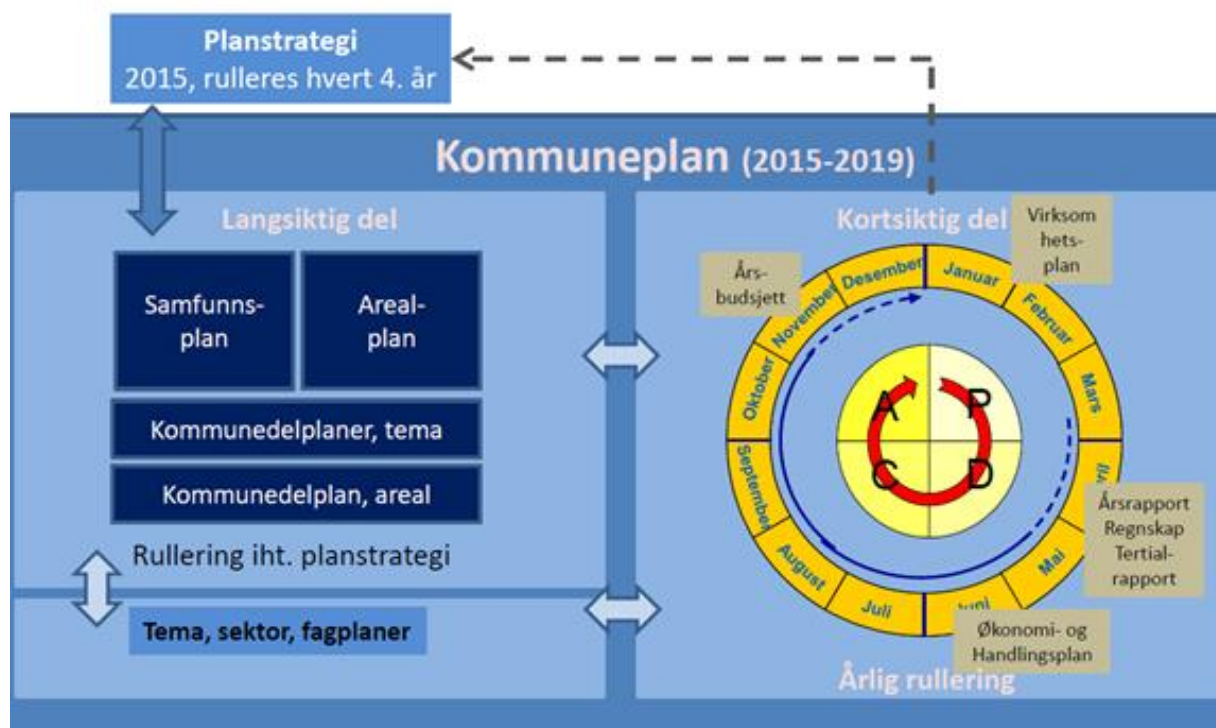 Planstrategi
2015, rulleres hvert 4. år
Kommuneplan (2015-2019)
Langsiktig del
Samfunns-
plan
Areal-
plan
Kommunedelplaner, tema
Kommunedelplan, areal
Rullering iht. planstrategi
Tema, sektor, fagplaner
Kortsiktig del
Virksom
hets-
plan
Års-
budsjett
Januar
Februar
Mars
Mai
Juli
August
September
Oktober
November
Desember
A
P
C
D
Årsrapport
Regnskap
Tertial-
rapport
Økonomi- og
Handlingsplan
Årlig rullering